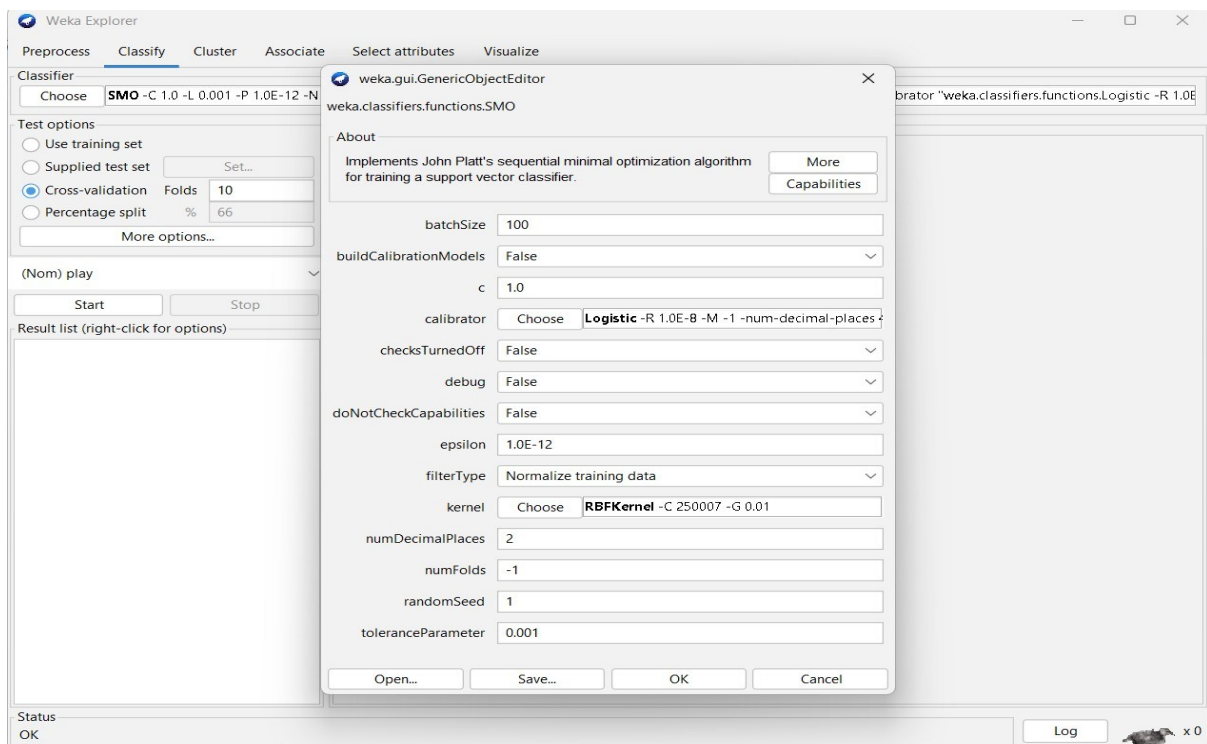 Weka Explorer
Preprocess Classify Cluster Associate Select attributes Visualize
Classifier
Choose SMO -C 1.0 -L 0.001 -P 1.0E-12 -N
brator "weka.classifiers.functions.Logistic -R 1.0E
Test options
Use training set
Supplied test set Set...
Cross-validation Folds 10
Percentage split % 66
More options...
(Nom) play
Start Stop
Result list (right-click for options)
weka.gui.GenericObjectEditor
weka.classifiers.functions.SMO
About
Implements John Platt's sequential minimal optimization algorithm
for training a support vector classifier.
More
Capabilities
batchSize 100
buildCalibrationModels False
c 1.0
calibrator Choose Logistic -R 1.0E-8 -M -1 -num-decimal-places 4
checksTurnedOff False
debug False
doNotCheckCapabilities False
epsilon 1.0E-12
filterType Normalize training data
kernel Choose RBFKernel -C 250007 -G 0.01
numDecimalPlaces 2
numFolds -1
randomSeed 1
toleranceParameter 0.001
Open... Save... OK Cancel
Status
OK
Log x 0